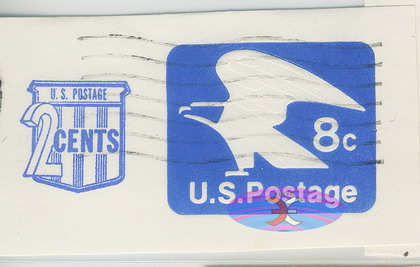 U.S. POSTAGE
2 CENTS
8c
U.S. Postage